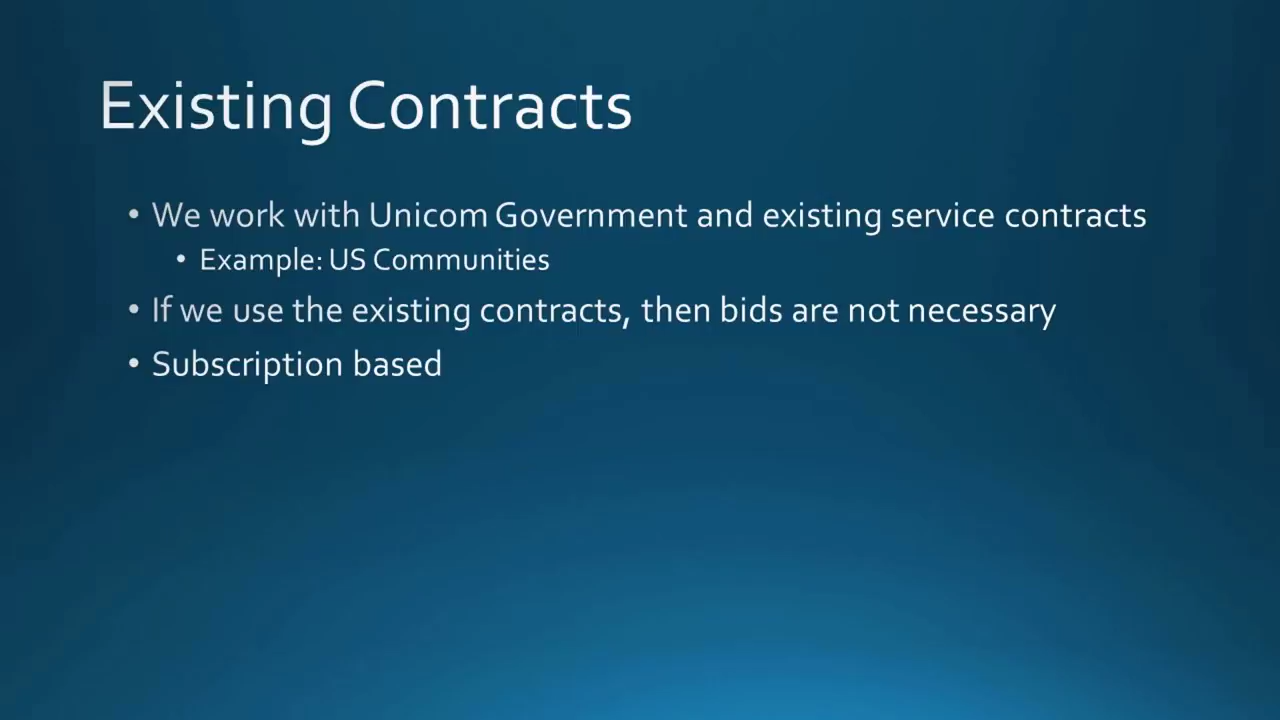 Existing Contracts
• We work with Unicom Government and existing service contracts
• Example: US Communities
• If we use the existing contracts, then bids are not necessary
• Subscription based